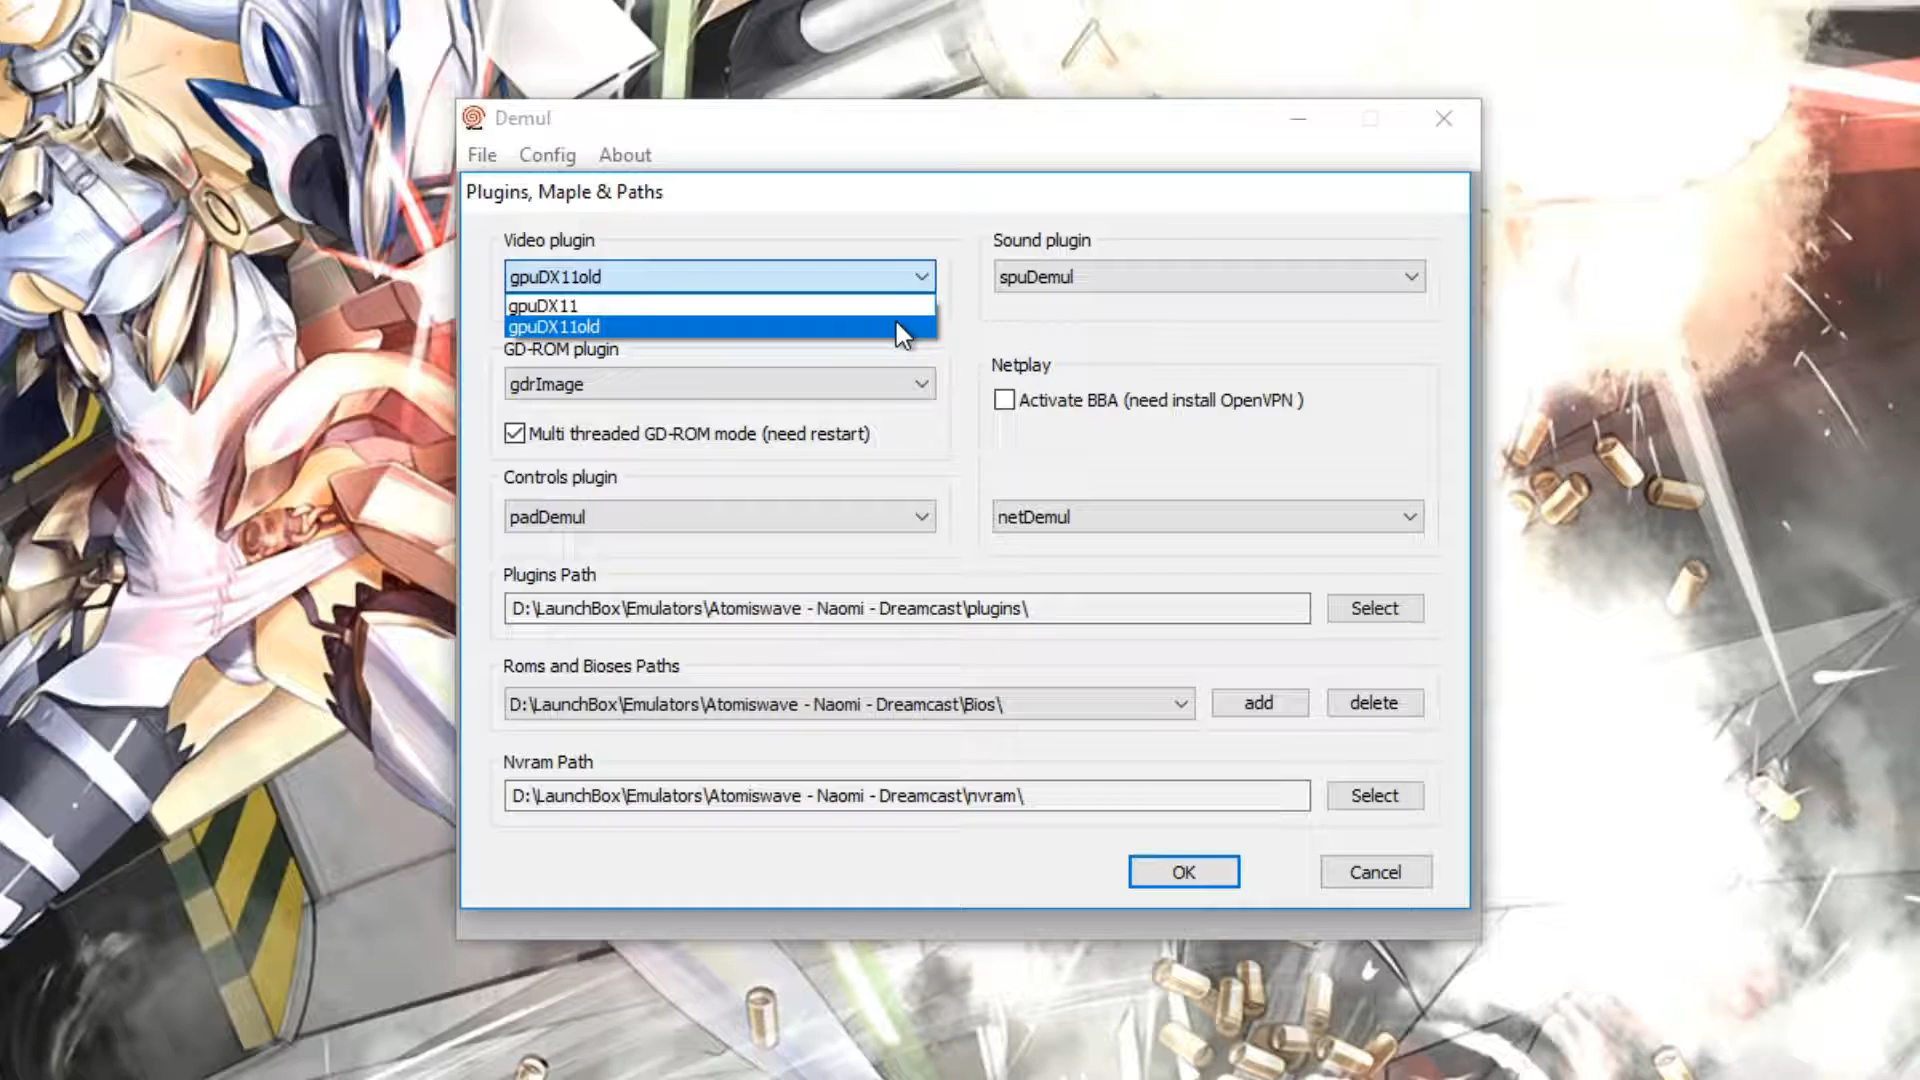 Demul
File Config About
Plugins, Maple & Paths
Video plugin
gpuDX11old
gpuDX11
gpuDX11old
Sound plugin
spuDemul
GD-ROM plugin
gdrImage
Multi threaded GD-ROM mode (need restart)
Netplay
Activate BBA (need install OpenVPN )
Controls plugin
padDemul
netDemul
Plugins Path
D:\LaunchBox\Emulators\Atomiswave - Naomi - Dreamcast\plugins\
Select
Roms and Bioses Paths
D:\LaunchBox\Emulators\Atomiswave - Naomi - Dreamcast\Bios\
add
delete
Nvram Path
D:\LaunchBox\Emulators\Atomiswave - Naomi - Dreamcast\nvram\
Select
OK
Cancel